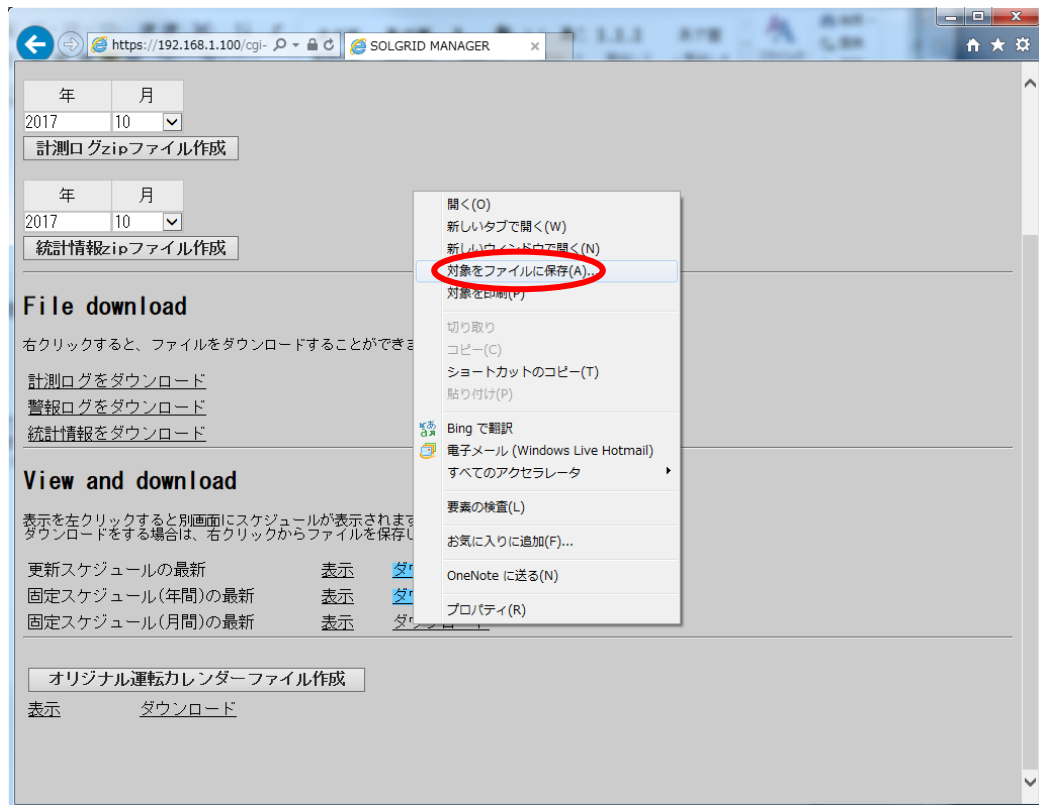 https://192.168.1.100/cgi-
SOLGRID MANAGER
年 月
2017 10
計測ログzipファイル作成
年 月
2017 10
統計情報zipファイル作成
File download
右クリックすると、ファイルをダウンロードすることができま
計測ログをダウンロード
警報ログをダウンロード
統計情報をダウンロード
View and download
表示を左クリックすると別画面にスケジュールが表示されます
ダウンロードをする場合は、右クリックからファイルを保存し
更新スケジュールの最新 表示 ダ
固定スケジュール(年間)の最新 表示 ダ
固定スケジュール(月間)の最新 表示 ダウンロード
オリジナル運転カレンダーファイル作成
表示 ダウンロード
開く(O)
新しいタブで開く(W)
新しいウィンドウで開く(N)
対象をファイルに保存(A)...
対象を印刷(P)
切り取り
コピー(C)
ショートカットのコピー(T)
貼り付け(P)
Bing で翻訳
電子メール (Windows Live Hotmail)
すべてのアクセラレータ
要素の検査(L)
お気に入りに追加(F)...
OneNote に送る(N)
プロパティ(R)